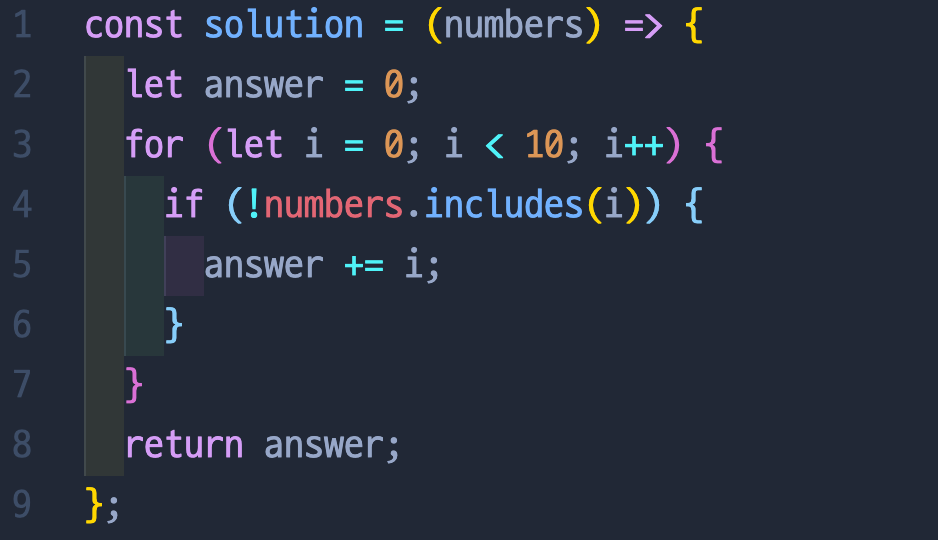 1 const solution = (numbers) => {
2 let answer = 0;
3 for (let i = 0; i < 10; i++) {
4 if (!numbers.includes(i)) {
5 answer += i;
6 }
7 }
8 return answer;
9 };